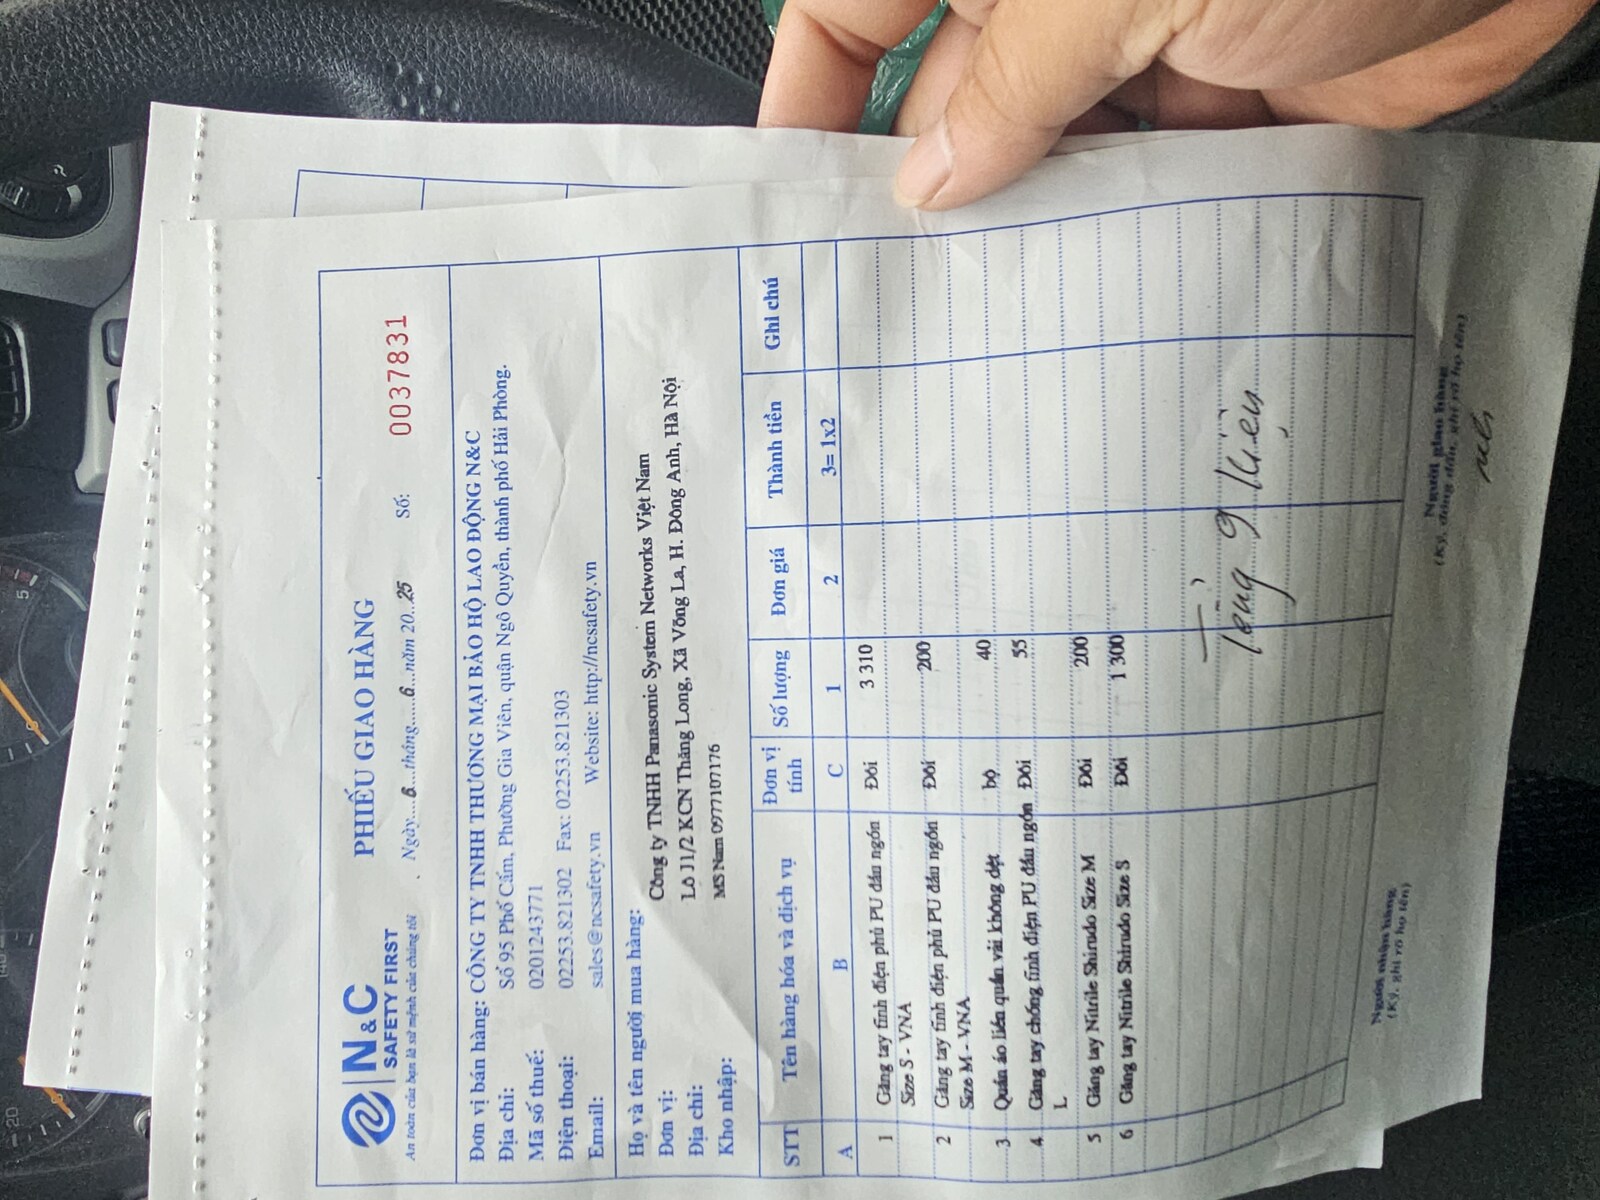 N&C
SAFETY FIRST
An toàn của bạn là sứ mệnh của chúng tôi
PHIẾU GIAO HÀNG
Ngày...6...tháng....6....năm 20..25
Số: 0037831
Đơn vị bán hàng: CÔNG TY TNHH THƯƠNG MẠI BẢO HỘ LAO ĐỘNG N&C
Địa chỉ: Số 95 Phố Cấm, Phường Gia Viên, quận Ngô Quyền, thành phố Hải Phòng.
Mã số thuế: 0201243771
Điện thoại: 02253.821302 Fax: 02253.821303
Email: sales@ncsafety.vn Website: http://ncsafety.vn
Họ và tên người mua hàng:
Đơn vị: Công ty TNHH Panasonic System Networks Việt Nam
Địa chỉ: Lô J1/2 KCN Thăng Long, Xã Võng La, H. Đông Anh, Hà Nội
Kho nhập: MS Nam 0977107176
STT Tên hàng hóa và dịch vụ Đơn vị tính Số lượng Đơn giá Thành tiền Ghi chú
A B C 1 2 3= 1x2
1 Găng tay tĩnh điện phủ PU đầu ngón Đôi 3 310
Size S - VNA
2 Găng tay tĩnh điện phủ PU đầu ngón Đôi 200
Size M - VNA
3 Quần áo liền quần vải không dệt bộ 40
4 Găng tay chống tĩnh điện PU đầu ngón Đôi 55
L
5 Găng tay Nitrile Shirudo Size M Đôi 200
6 Găng tay Nitrile Shirudo Size S Đôi 1 300
Tổng 9 kiện
Người nhận hàng
(Ký, ghi rõ họ tên)
Người giao hàng
(Ký, đóng dấu, ghi rõ họ tên)